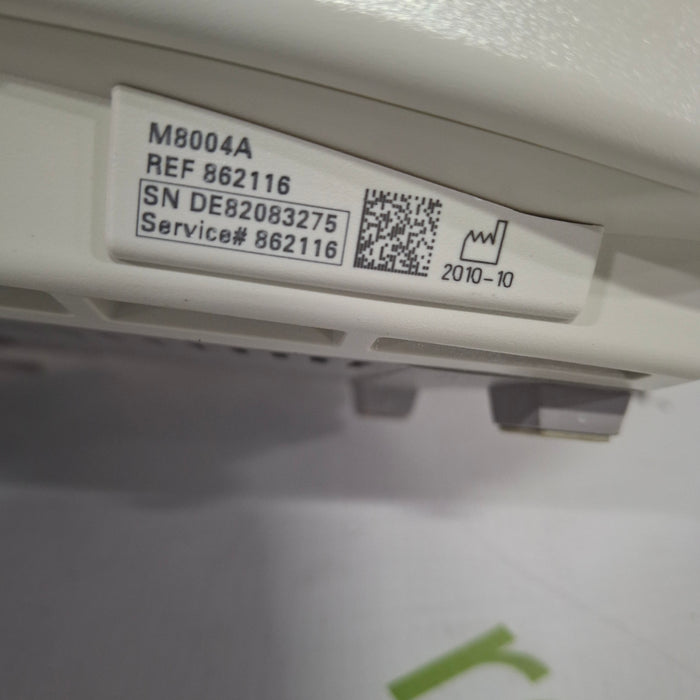 M8004A
REF 862116
SN DE82083275
Service# 862116
2010-10
r